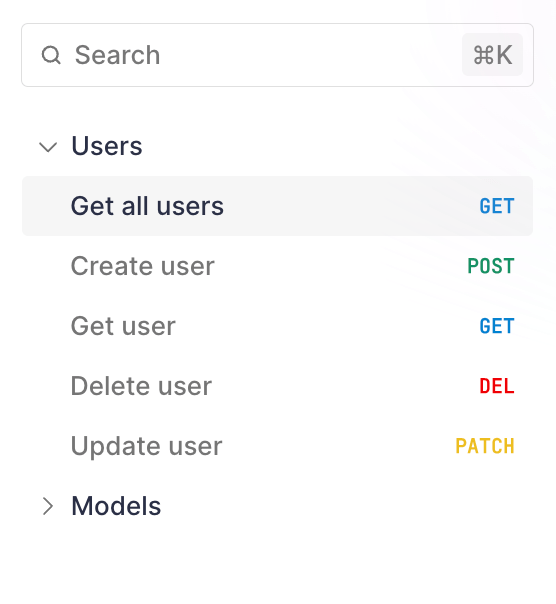 Search ⌘K
Users
Get all users GET
Create user POST
Get user GET
Delete user DEL
Update user PATCH
Models